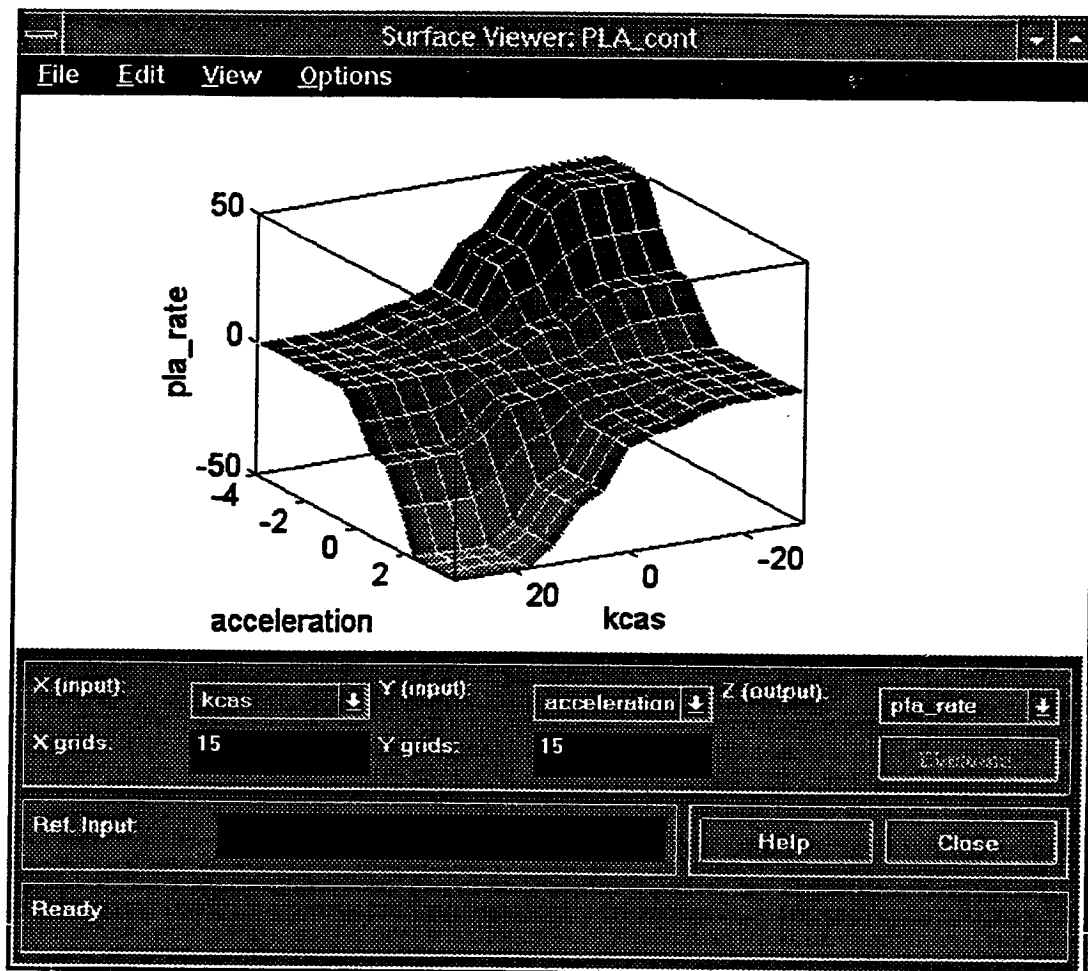 Surface Viewer: PLA_cont
File Edit View Options
50
0
-50
pla_rate
-4
-2
0
2
acceleration
20
0
-20
kcas
X (input): kcas Y (input): acceleration Z (output): pla_rate
X grids: 15 Y grids: 15
Ref. Input: Help Close
Ready